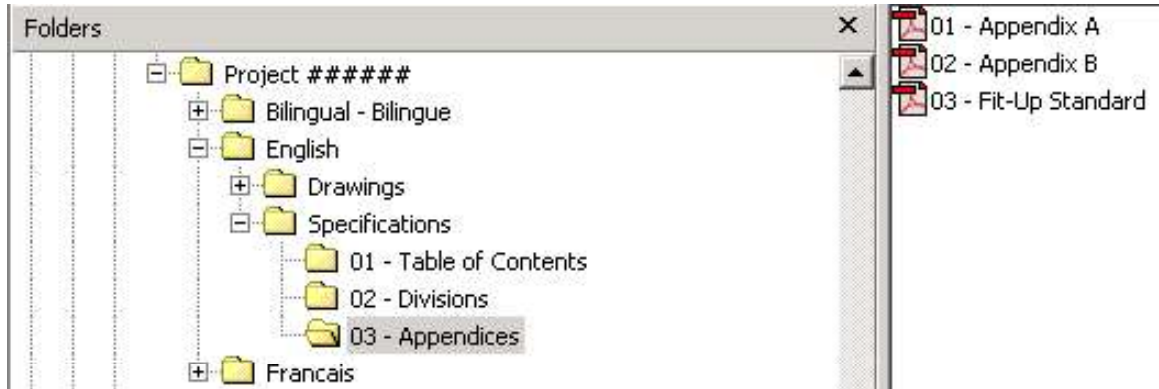 Folders
Project ######
Bilingual - Bilingue
English
Drawings
Specifications
01 - Table of Contents
02 - Divisions
03 - Appendices
Francais
01 - Appendix A
02 - Appendix B
03 - Fit-Up Standard